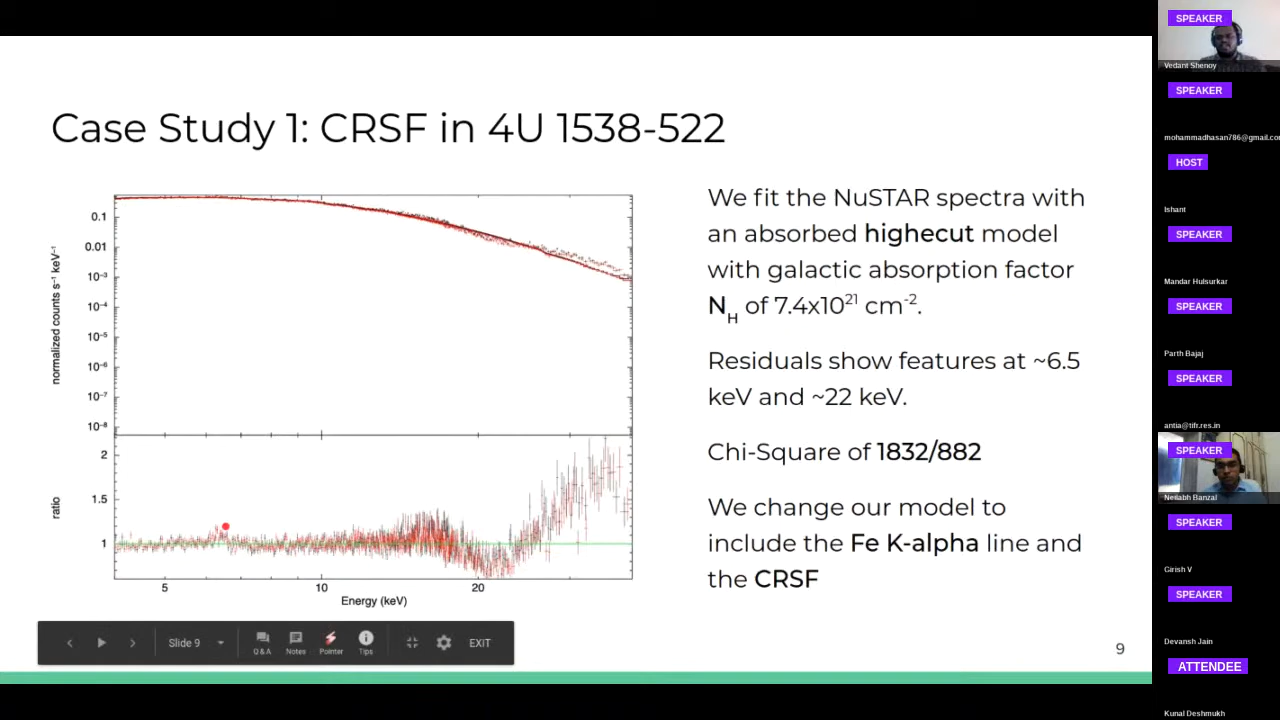 Case Study 1: CRSF in 4U 1538-522
We fit the NuSTAR spectra with
an absorbed highecut model
with galactic absorption factor
N_H of 7.4x10^21 cm^-2.
Residuals show features at ~6.5
keV and ~22 keV.
Chi-Square of 1832/882
We change our model to
include the Fe K-alpha line and
the CRSF
normalized counts s⁻¹ keV⁻¹
0.1
0.01
10⁻³
10⁻⁴
10⁻⁵
10⁻⁶
10⁻⁷
10⁻⁸
ratio
2
1.5
1
5 10 20
Energy (keV)
Slide 9
Q & A Notes Pointer Tips EXIT
9
SPEAKER
Vedant Shenoy
SPEAKER
mohammadhasan786@gmail.co
HOST
Ishant
SPEAKER
Mandar Hulsurkar
SPEAKER
Parth Bajaj
SPEAKER
antia@tifr.res.in
SPEAKER
Neilabh Banzal
SPEAKER
Girish V
SPEAKER
Devansh Jain
ATTENDEE
Kunal Deshmukh